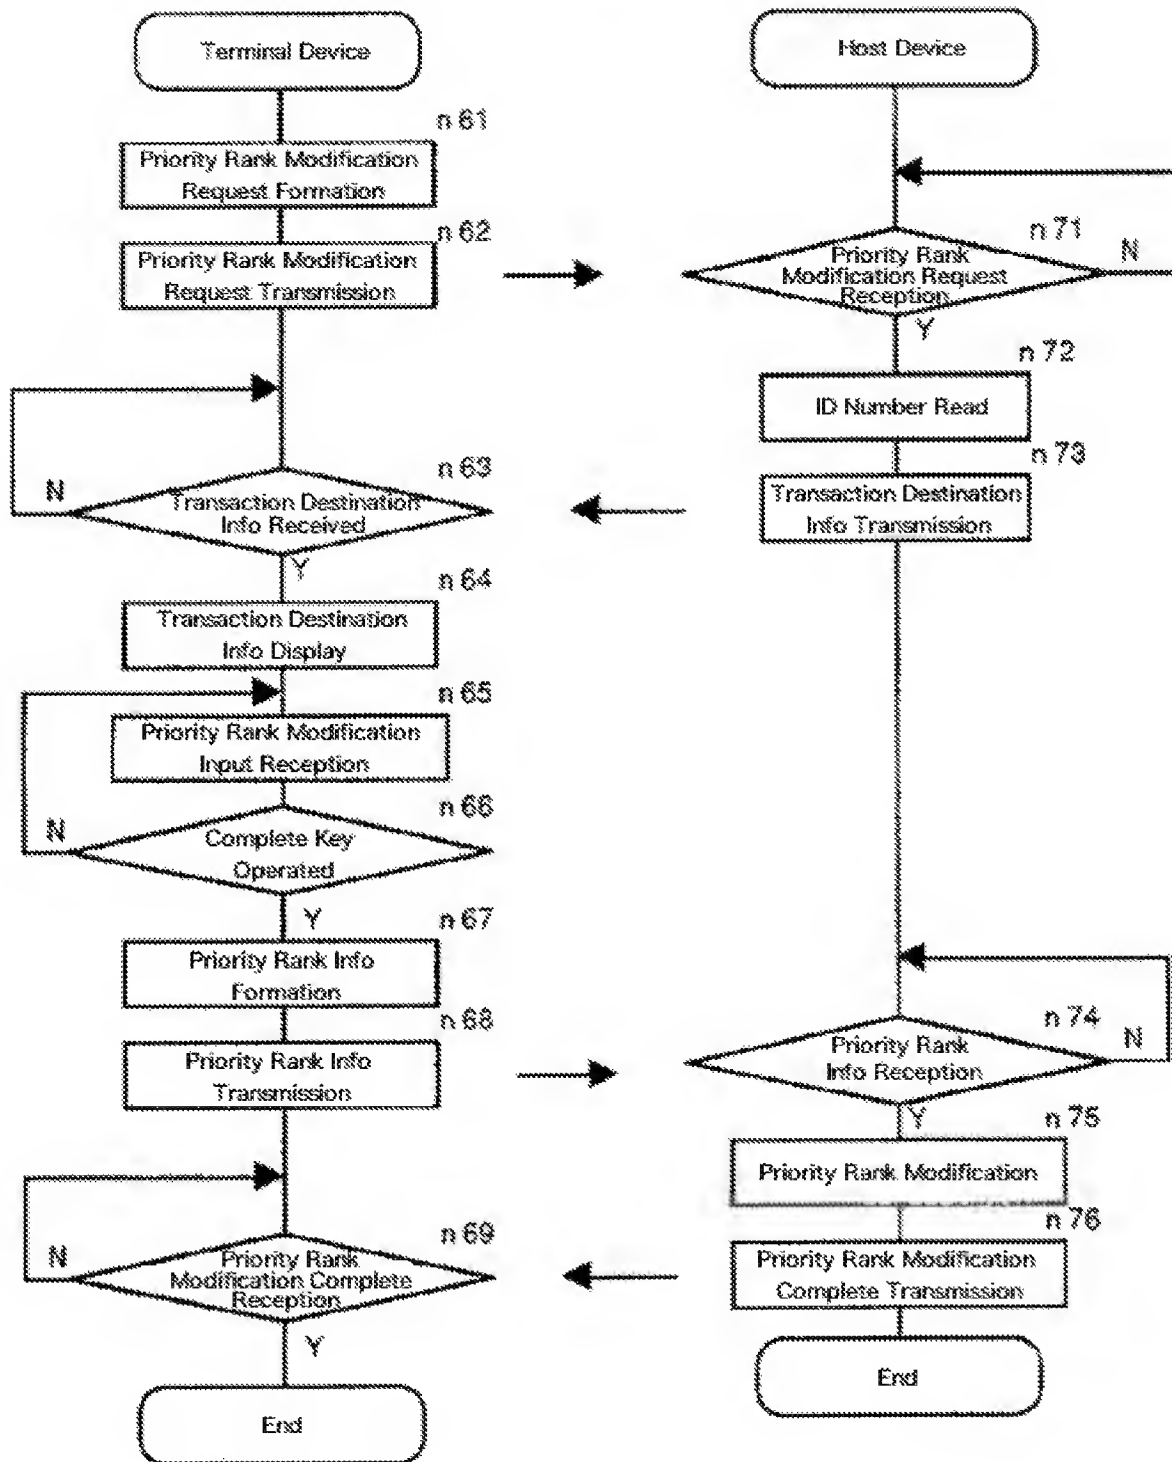 Terminal Device
n 61
Priority Rank Modification
Request Formation
n 62
Priority Rank Modification
Request Transmission
n 63
N
Transaction Destination
Info Received
Y
n 64
Transaction Destination
Info Display
n 65
Priority Rank Modification
Input Reception
n 66
N
Complete Key
Operated
Y
n 67
Priority Rank Info
Formation
n 68
Priority Rank Info
Transmission
n 69
N
Priority Rank
Modification Complete
Reception
Y
End
Host Device
n 71
N
Priority Rank
Modification Request
Reception
Y
n 72
ID Number Read
n 73
Transaction Destination
Info Transmission
n 74
N
Priority Rank
Info Reception
Y
n 75
Priority Rank Modification
n 76
Priority Rank Modification
Complete Transmission
End